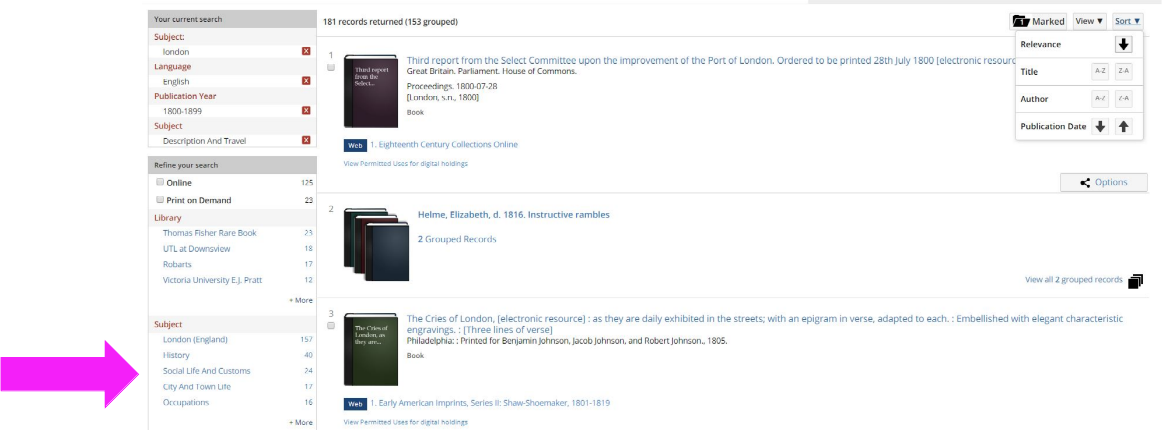 Your current search
Subject:
london
Language
English
Publication Year
1800-1899
Subject
Description And Travel
Refine your search
Online 125
Print on Demand 23
Library
Thomas Fisher Rare Book 23
UTL at Downsview 18
Robarts 17
Victoria University E.J. Pratt 12
+ More
Subject
London (England) 157
History 40
Social Life And Customs 24
City And Town Life 17
Occupations 16
+ More
181 records returned (153 grouped)
1 Marked View ▼ Sort ▼
Relevance
Title A-Z Z-A
Author A-Z Z-A
Publication Date
1
Third report from the Select...
Third report from the Select Committee upon the improvement of the Port of London. Ordered to be printed 28th July 1800 [electronic resourc
Great Britain. Parliament. House of Commons.
Proceedings. 1800-07-28
[London, s.n., 1800]
Book
Web 1. Eighteenth Century Collections Online
View Permitted Uses for digital holdings
Options
2
Helme, Elizabeth, d. 1816. Instructive rambles
2 Grouped Records
View all 2 grouped records
3
The Cries of London, as they are...
The Cries of London, [electronic resource] : as they are daily exhibited in the streets; with an epigram in verse, adapted to each. : Embellished with elegant characteristic
engravings. : [Three lines of verse]
Philadelphia: : Printed for Benjamin Johnson, Jacob Johnson, and Robert Johnson., 1805.
Book
Web 1. Early American Imprints, Series II: Shaw-Shoemaker, 1801-1819
View Permitted Uses for digital holdings